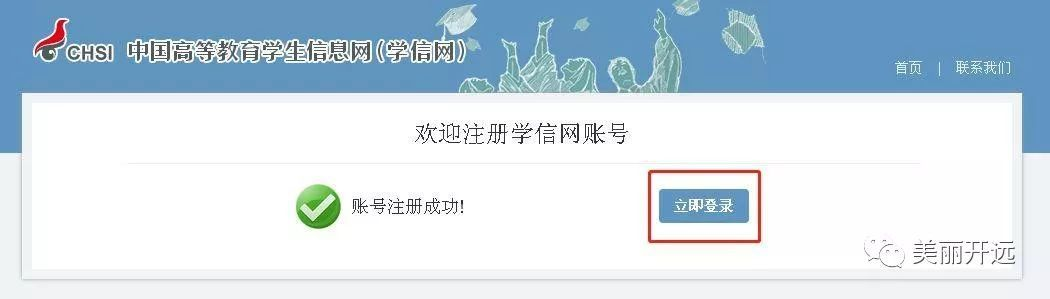 CHSI 中国高等教育学生信息网(学信网)
首页 | 联系我们
欢迎注册学信网账号
账号注册成功! 立即登录
美丽开远